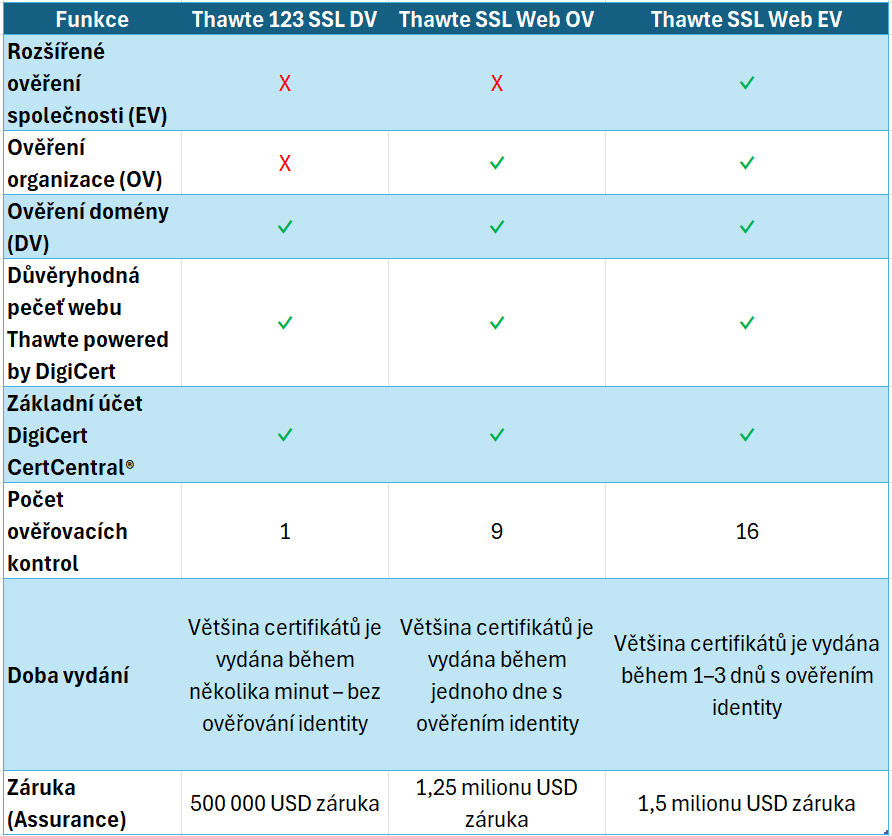 Funkce Thawte 123 SSL DV Thawte SSL Web OV Thawte SSL Web EV
Rozšířené
ověření
společnosti (EV)
X X ✓
Ověření
organizace (OV)
X ✓ ✓
Ověření domény
(DV)
✓ ✓ ✓
Důvěryhodná
pečeť webu
Thawte powered
by DigiCert
✓ ✓ ✓
Základní účet
DigiCert
CertCentral®
✓ ✓ ✓
Počet
ověřovacích
kontrol
1 9 16
Doba vydání
Většina certifikátů je
vydána během
několika minut – bez
ověřování identity
Většina certifikátů je
vydána během
jednoho dne s
ověřením identity
Většina certifikátů je vydána
během 1–3 dnů s ověřením
identity
Záruka
(Assurance)
500 000 USD záruka
1,25 milionu USD
záruka
1,5 milionu USD záruka